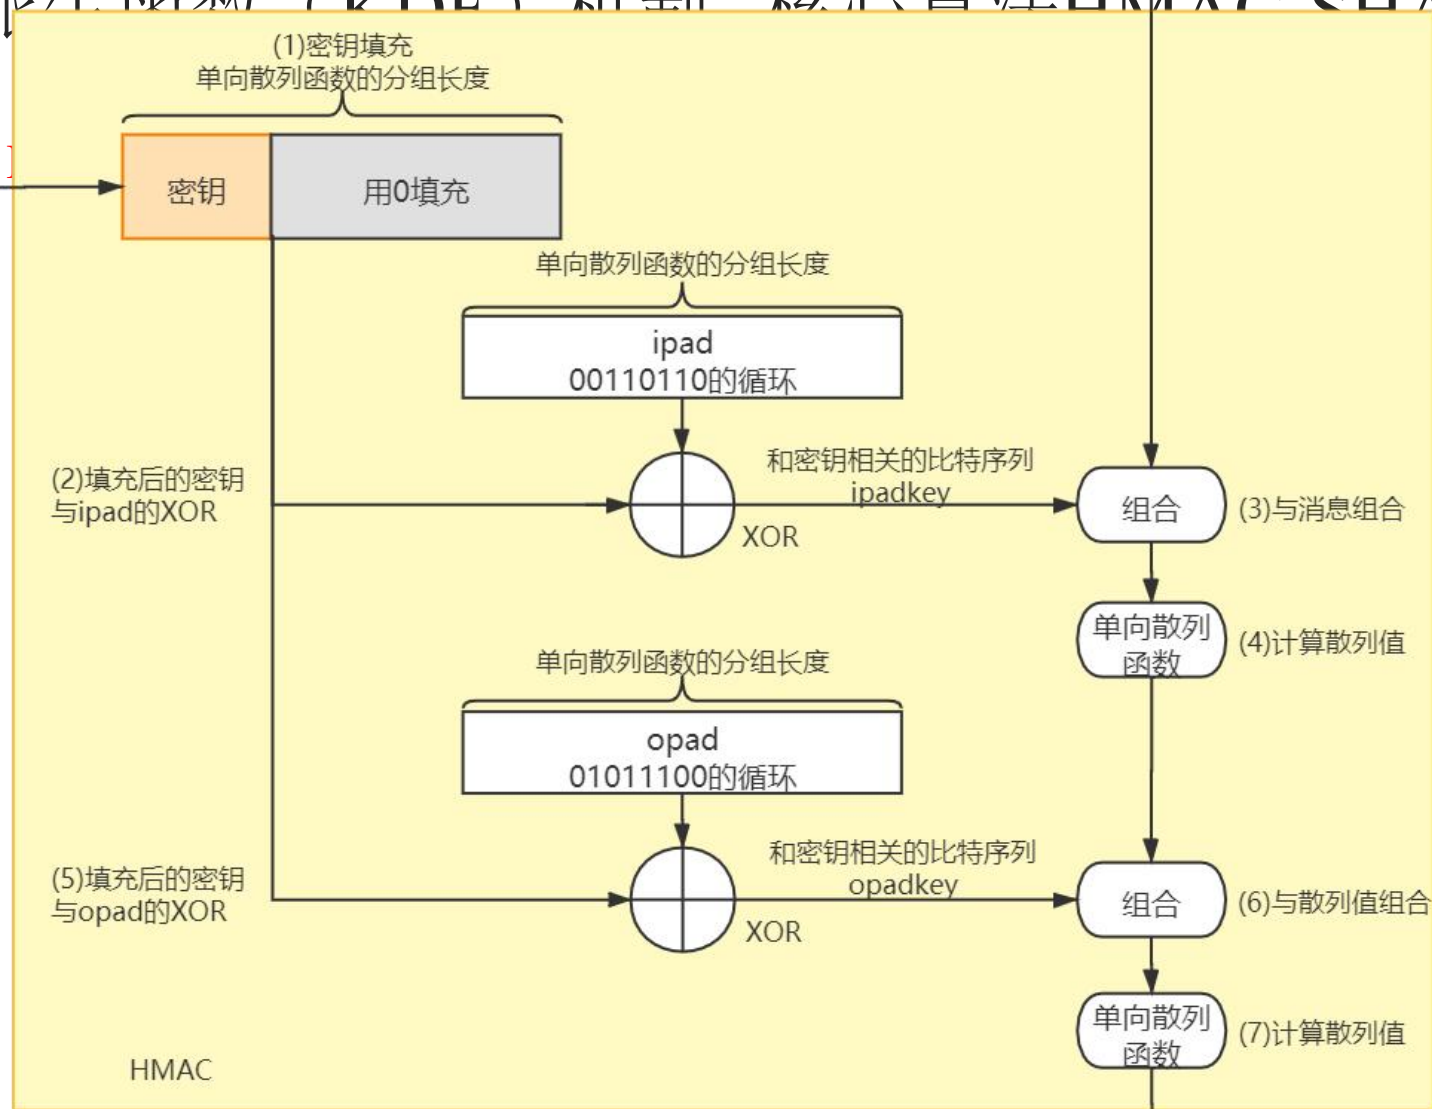 (1)密钥填充
单向散列函数的分组长度
密钥
用0填充
单向散列函数的分组长度
ipad
00110110的循环
(2)填充后的密钥
与ipad的XOR
XOR
和密钥相关的比特序列
ipadkey
组合
(3)与消息组合
单向散列
函数
(4)计算散列值
单向散列函数的分组长度
opad
01011100的循环
(5)填充后的密钥
与opad的XOR
XOR
和密钥相关的比特序列
opadkey
组合
(6)与散列值组合
单向散列
函数
(7)计算散列值
HMAC